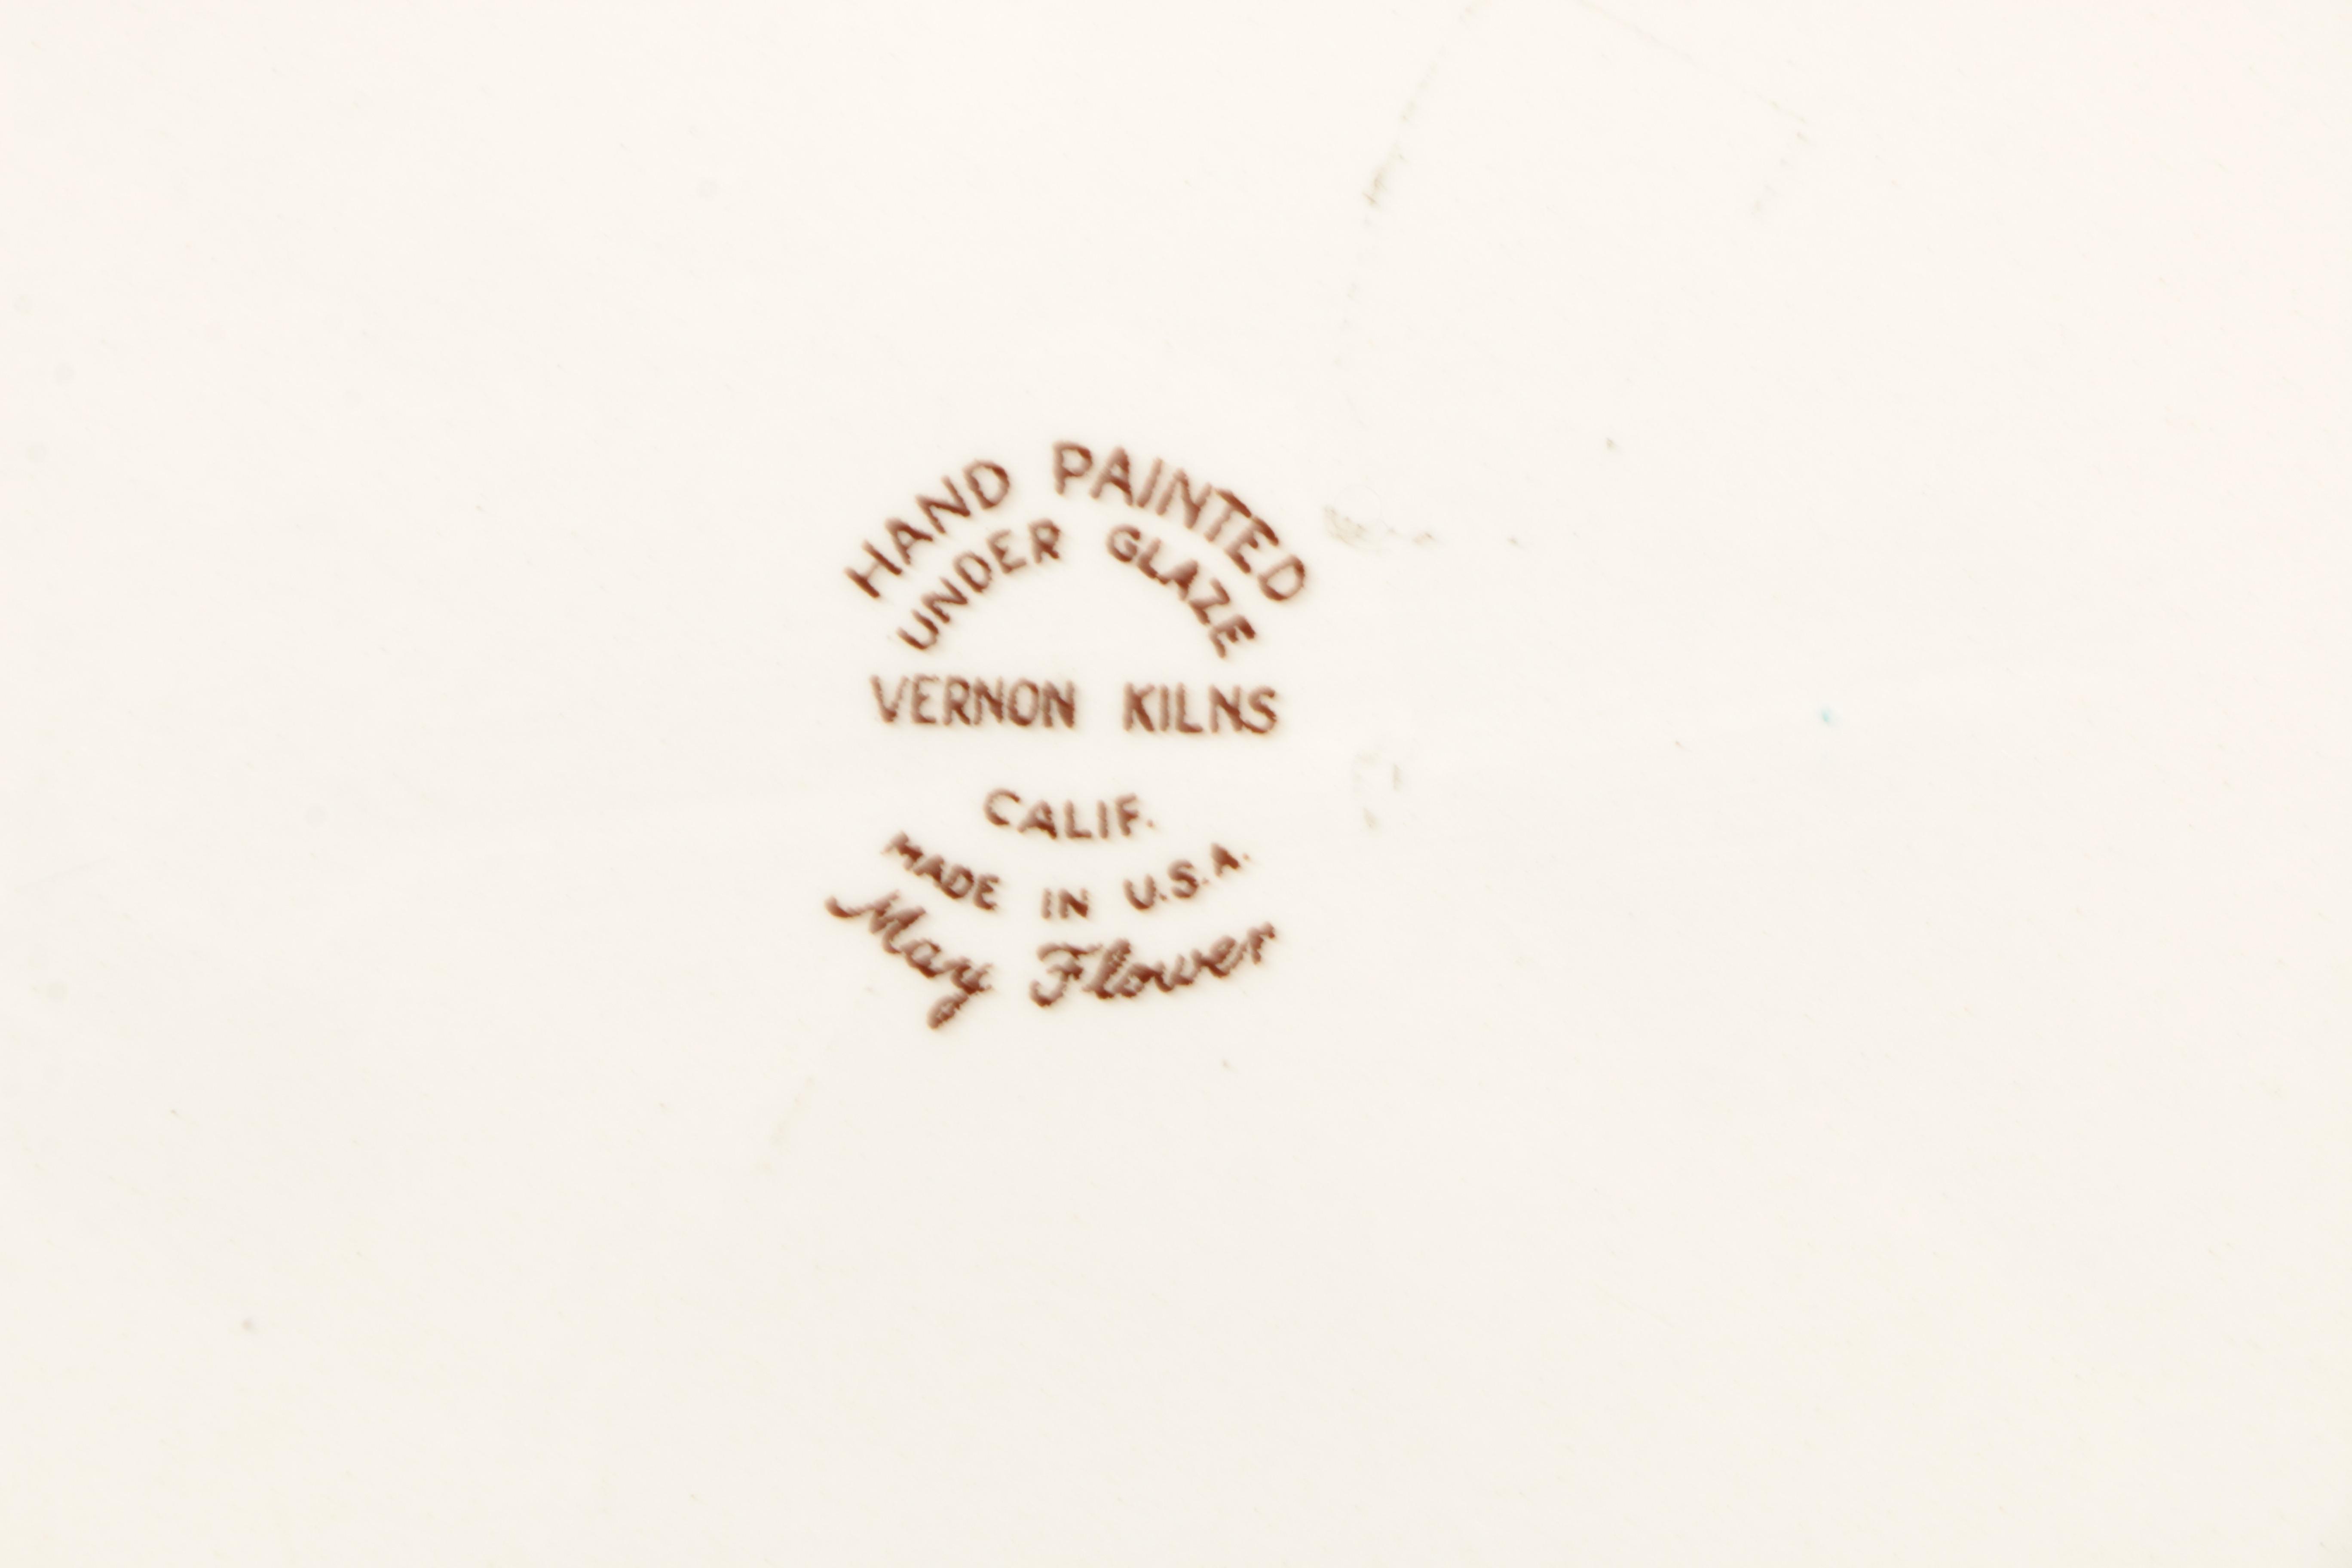 HAND PAINTED
UNDER GLAZE
VERNON KILNS
CALIF.
MADE IN U.S.A.
May Flower